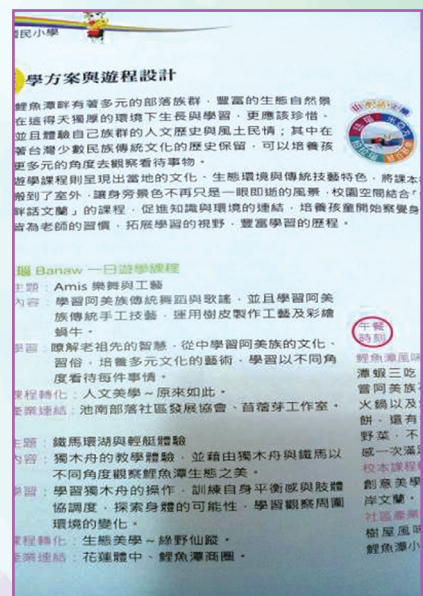 民小學
學方案與遊程設計
鯉魚潭畔有著多元的部落族群，豐富的生態自然景
在這得天獨厚的環境下生長與學習，更應該珍惜、
並且體驗自己族群的人文歷史與風土民情；其中在
著台灣少數民族傳統文化的歷史保留，可以培養孩
更多元的角度去觀察看待事物。
遊學課程則呈現出當地的文化、生態環境與傳統技藝特色，將課本
搬到了室外，讓身旁景色不再只是一眼即逝的風景，校園空間結合「
畔話文蘭」的課程，促進知識與環境的連結，培養孩童開始察覺身
皆為老師的習慣，拓展學習的視野，豐富學習的歷程。
瑙 Banaw 一日遊學課程
主題：Amis 樂舞與工藝
內容：學習阿美族傳統舞蹈與歌謠，並且學習阿美
族傳統手工技藝，運用樹皮製作工藝及彩繪
蝸牛。
學習：瞭解老祖先的智慧，從中學習阿美族的文化、
習俗，培養多元文化的藝術，學習以不同角
度看待每件事情。
課程轉化：人文美學～原來如此。
產業連結：池南部落社區發展協會、苜蓿芽工作室。
主題：鐵馬環湖與輕艇體驗
內容：獨木舟的教學體驗，並藉由獨木舟與鐵馬以
不同角度觀察鯉魚潭生態之美。
學習：學習獨木舟的操作，訓練自身平衡感與肢體
協調度，探索身體的可能性，學習觀察周圍
環境的變化。
課程轉化：生態美學～綠野仙蹤。
產業連結：花蓮體中、鯉魚潭商圈。
午餐
時刻
鯉魚潭風味
潭蝦三吃
嘗阿美族
火鍋以及
餅，還有
野菜，不
感一次滿足
校本課程
創意美學
岸文蘭。
社區產業
樹屋風味
鯉魚潭小